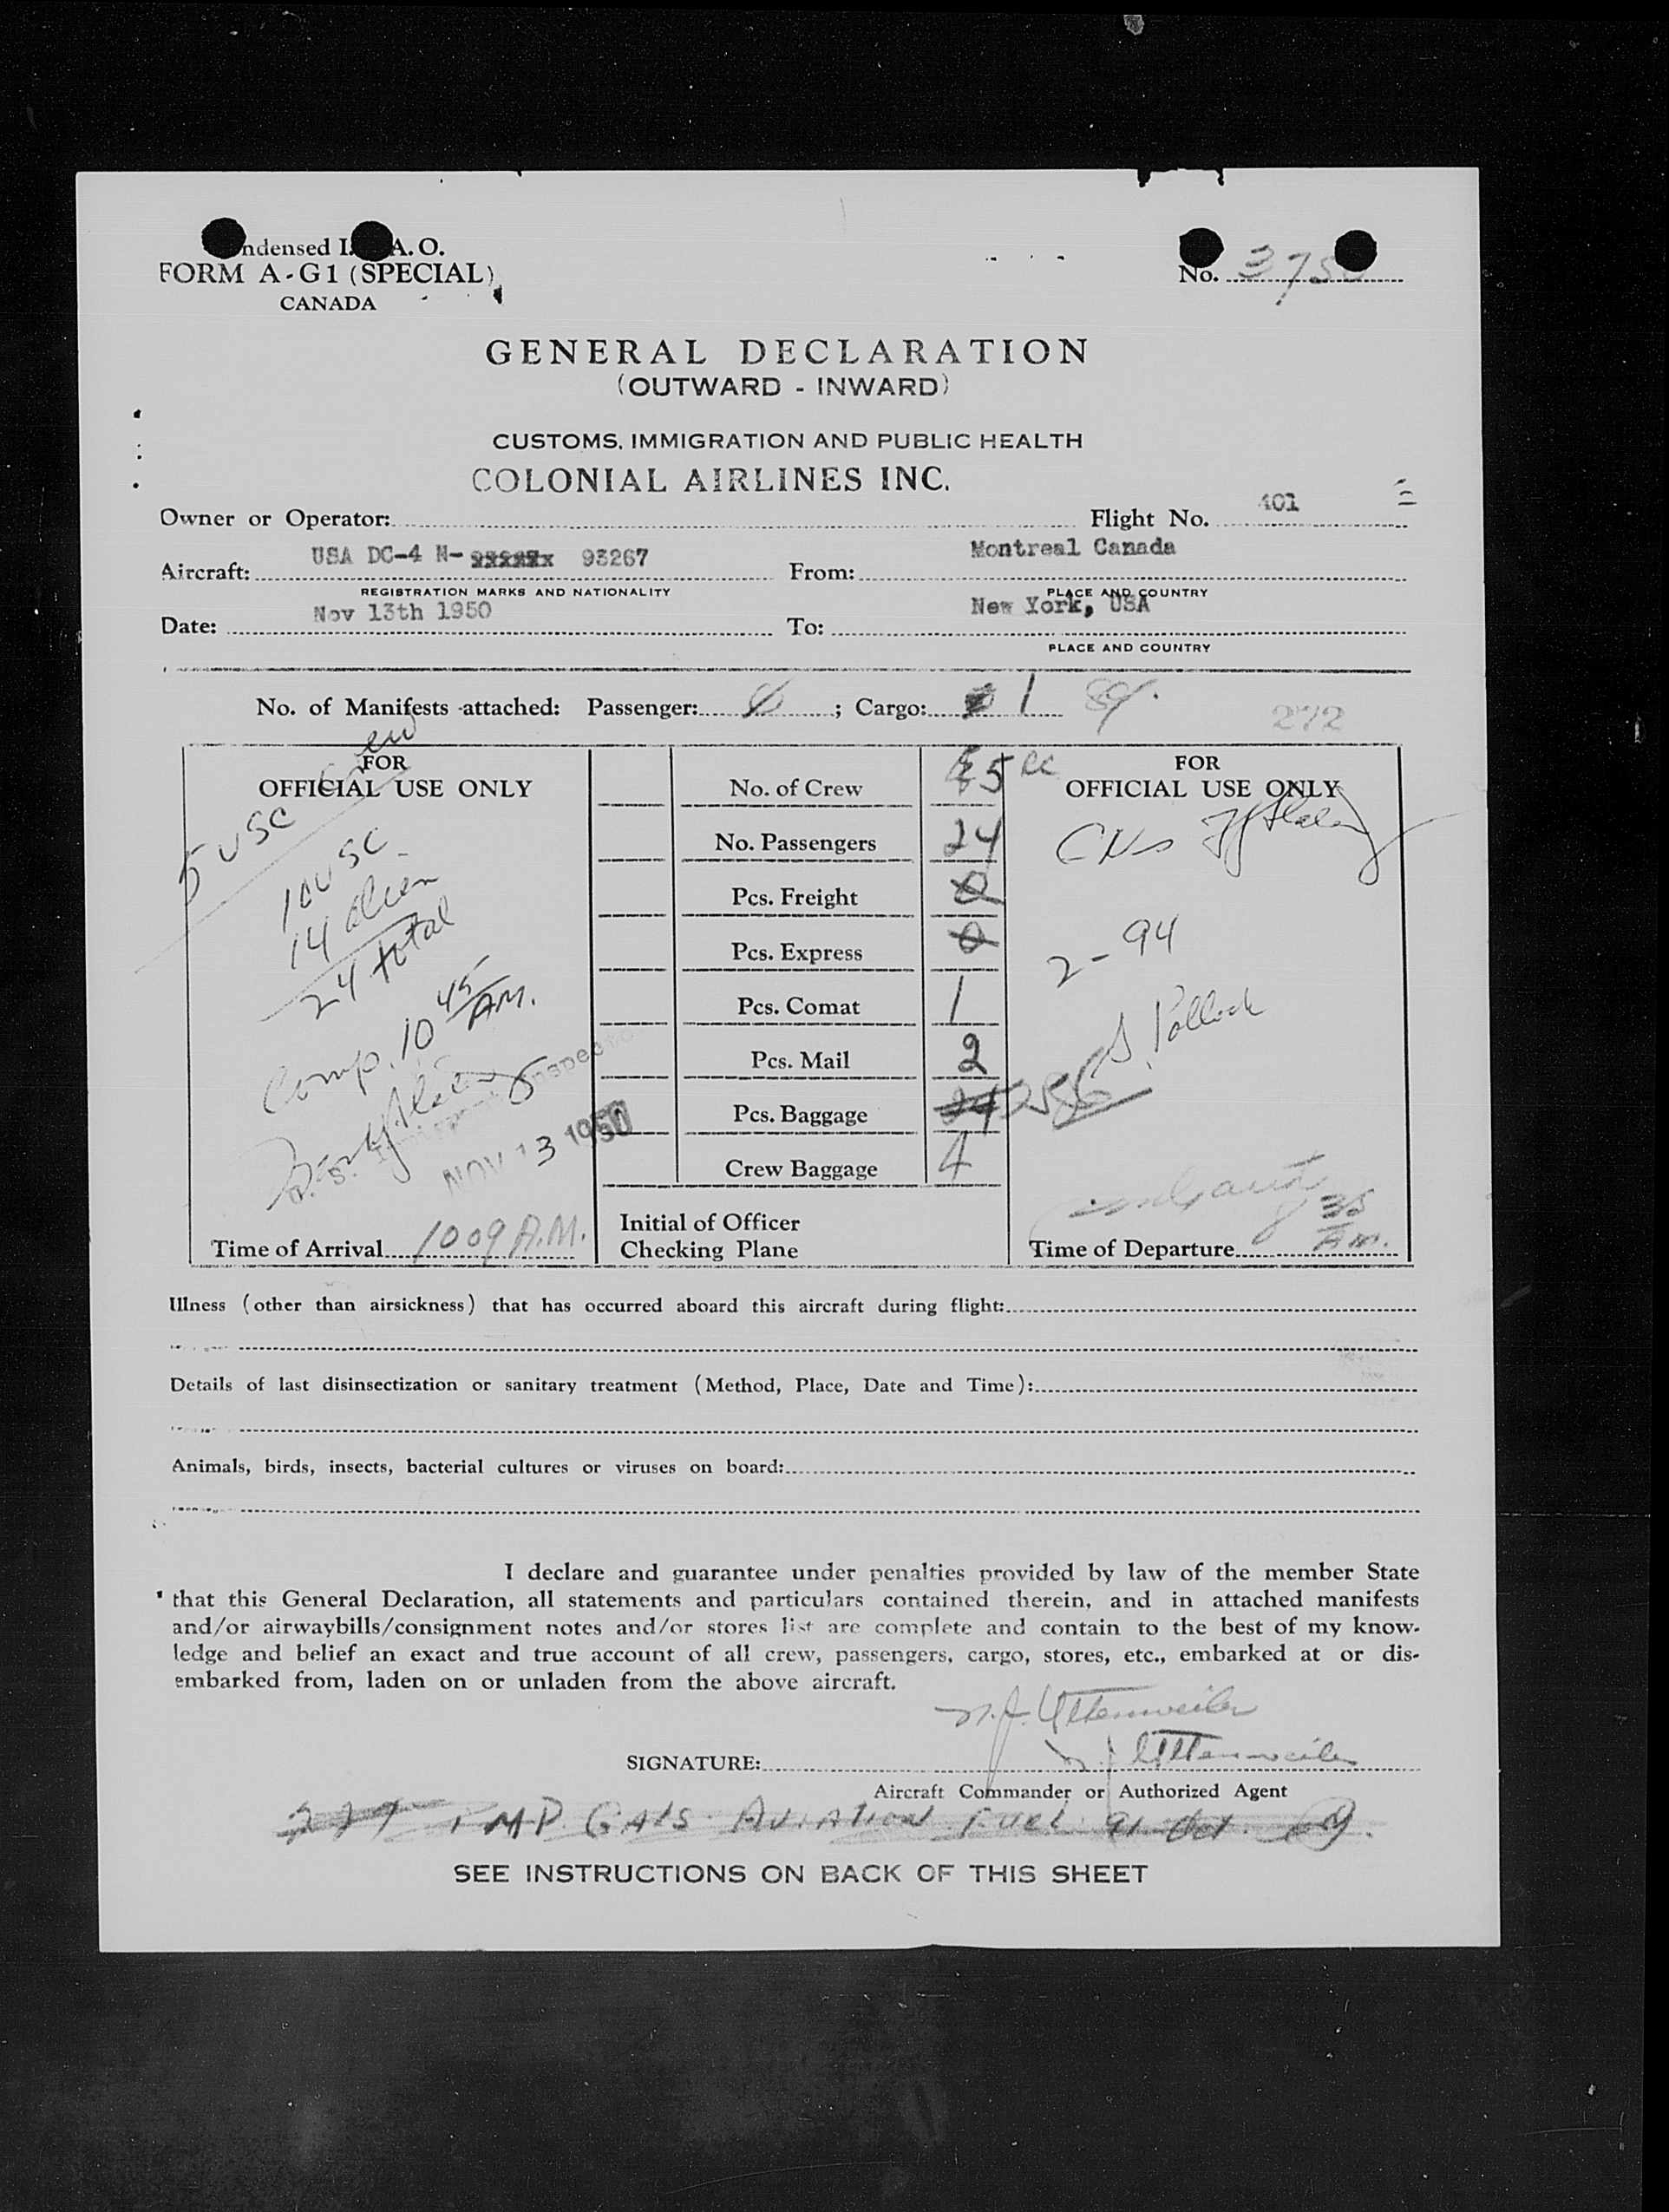 ndensed I. A. O.
FORM A-G1 (SPECIAL)
CANADA
No. 375
GENERAL DECLARATION
(OUTWARD - INWARD)
CUSTOMS, IMMIGRATION AND PUBLIC HEALTH
COLONIAL AIRLINES INC.
Owner or Operator: Flight No. 401
Aircraft: USA DC-4 N- 93267 From: Montreal Canada
REGISTRATION MARKS AND NATIONALITY PLACE AND COUNTRY
Date: Nov 13th 1950 To: New York, USA
PLACE AND COUNTRY
No. of Manifests attached: Passenger: ; Cargo: 1
272
FOR
OFFICIAL USE ONLY
5 USC
10 USC
14 alien
24 total
Comp. 10 45 AM.
NOV 13 1950
Time of Arrival 1009 A.M.
No. of Crew 5
No. Passengers 24
Pcs. Freight 0
Pcs. Express 0
Pcs. Comat 1
Pcs. Mail 2
Pcs. Baggage
Crew Baggage 4
Initial of Officer
Checking Plane
FOR
OFFICIAL USE ONLY
2 - 94
S. Pollock
Time of Departure 8 35 Am.
Illness (other than airsickness) that has occurred aboard this aircraft during flight:
Details of last disinsectization or sanitary treatment (Method, Place, Date and Time):
Animals, birds, insects, bacterial cultures or viruses on board:
I declare and guarantee under penalties provided by law of the member State
that this General Declaration, all statements and particulars contained therein, and in attached manifests
and/or airwaybills/consignment notes and/or stores list are complete and contain to the best of my know-
ledge and belief an exact and true account of all crew, passengers, cargo, stores, etc., embarked at or dis-
embarked from, laden on or unladen from the above aircraft.
N.J. Uttenweiler
SIGNATURE: N J Uttenweiler
Aircraft Commander or Authorized Agent
227 IMP. GALS. AVIATION FUEL 91 Oct.
SEE INSTRUCTIONS ON BACK OF THIS SHEET